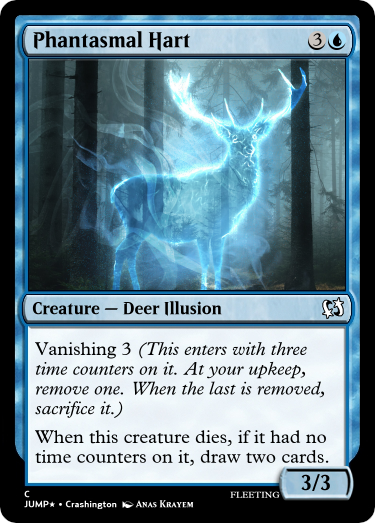 Phantasmal Hart 3
Creature — Deer Illusion
Vanishing 3 (This enters with three
time counters on it. At your upkeep,
remove one. When the last is removed,
sacrifice it.)
When this creature dies, if it had no
time counters on it, draw two cards.
3/3
C
JUMP★ • Crashington Anas Krayem
FLEETING